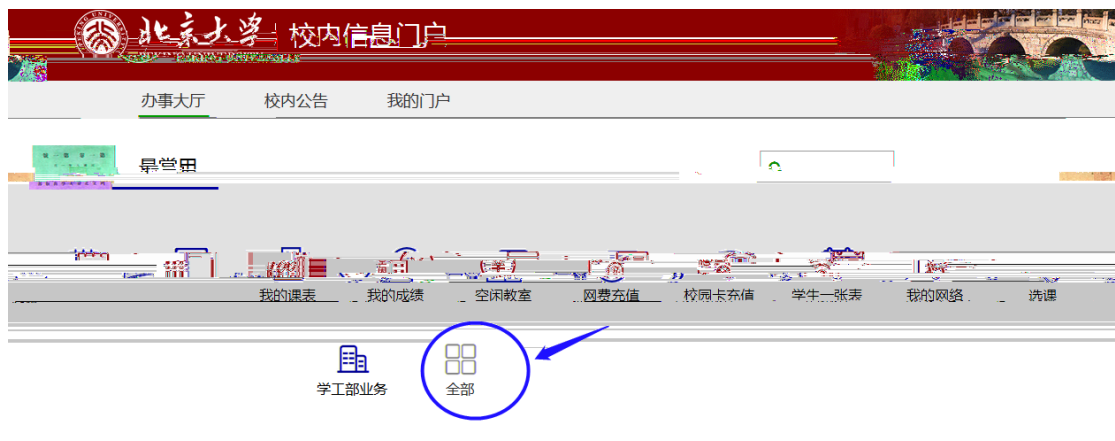 北京大学 校内信息门户
办事大厅 校内公告 我的门户
最常用
我的课表 我的成绩 空闲教室 网费充值 校园卡充值 学生一张表 我的网络 选课
学工部业务 全部